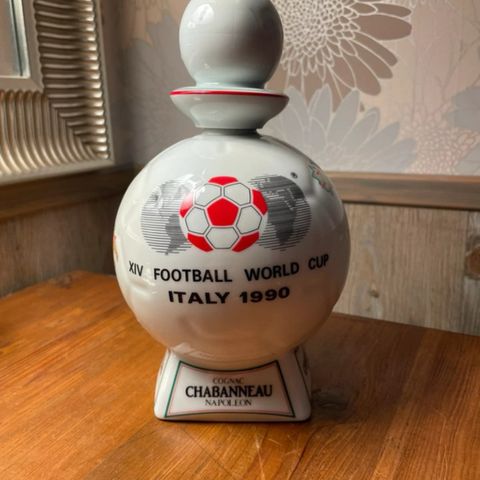 XIV FOOTBALL WORLD CUP
ITALY 1990
COGNAC
CHABANNEAU
NAPOLEON